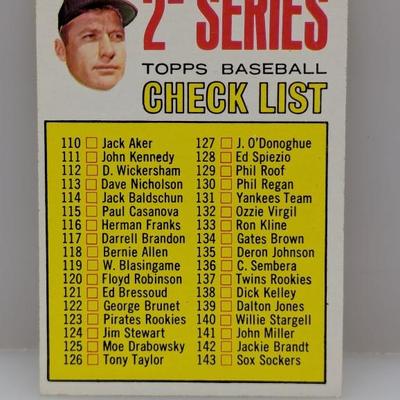 2nd SERIES
TOPPS BASEBALL
CHECK LIST
110 Jack Aker
111 John Kennedy
112 D. Wickersham
113 Dave Nicholson
114 Jack Baldschun
115 Paul Casanova
116 Herman Franks
117 Darrell Brandon
118 Bernie Allen
119 W. Blasingame
120 Floyd Robinson
121 Ed Bressoud
122 George Brunet
123 Pirates Rookies
124 Jim Stewart
125 Moe Drabowsky
126 Tony Taylor
127 J. O'Donoghue
128 Ed Spiezio
129 Phil Roof
130 Phil Regan
131 Yankees Team
132 Ozzie Virgil
133 Ron Kline
134 Gates Brown
135 Deron Johnson
136 C. Sembera
137 Twins Rookies
138 Dick Kelley
139 Dalton Jones
140 Willie Stargell
141 John Miller
142 Jackie Brandt
143 Sox Sockers